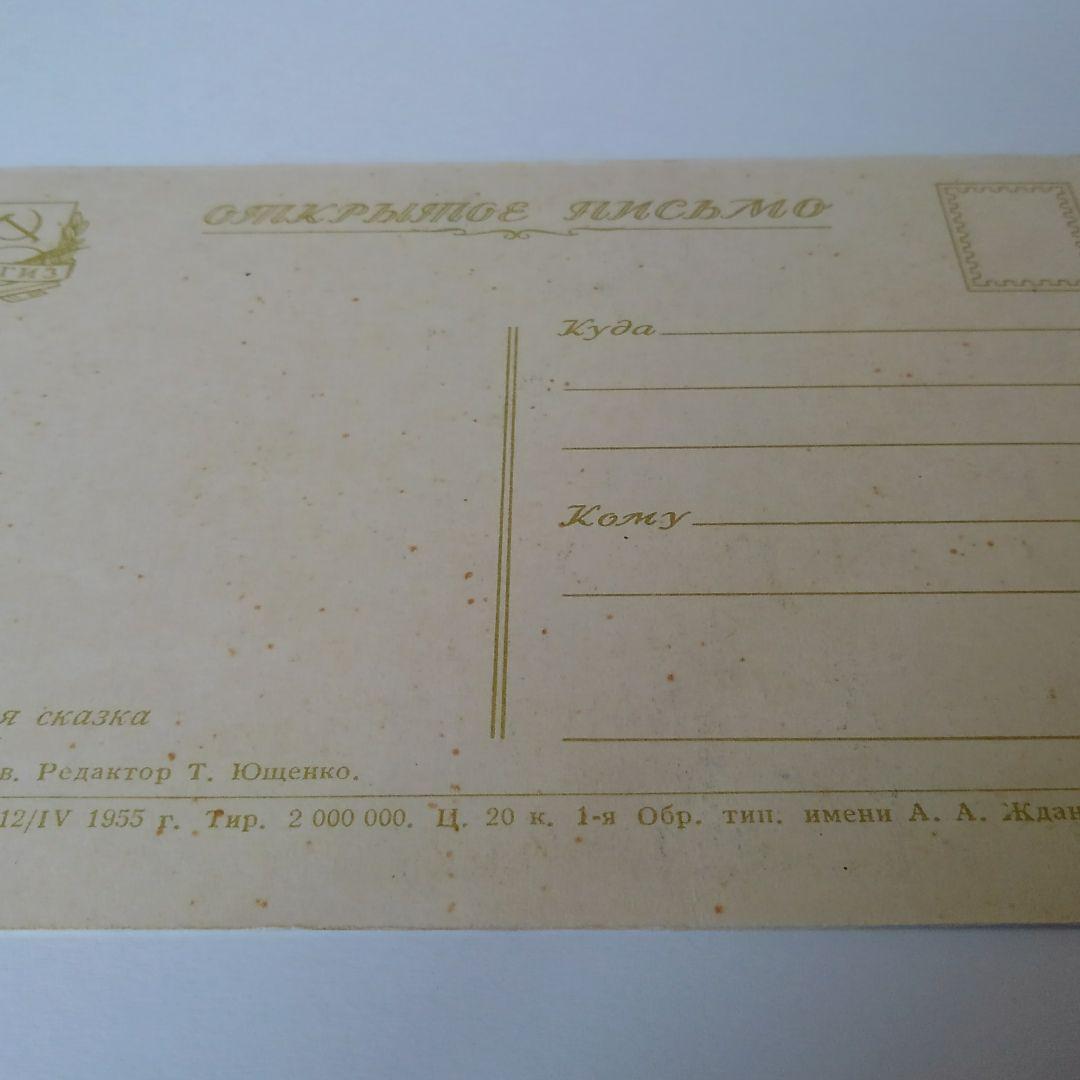 ОТКРЫТОЕ ПИСЬМО
ГИЗ
Куда
Кому
я сказка
в. Редактор Т. Ющенко.
12/IV 1955 г. Тир. 2 000 000. Ц. 20 к. 1-я Обр. тип. имени А. А. Ждан